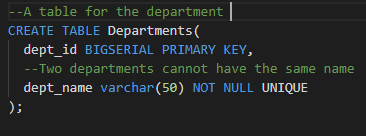 --A table for the department
CREATE TABLE Departments(
  dept_id BIGSERIAL PRIMARY KEY,
  --Two departments cannot have the same name
  dept_name varchar(50) NOT NULL UNIQUE
);